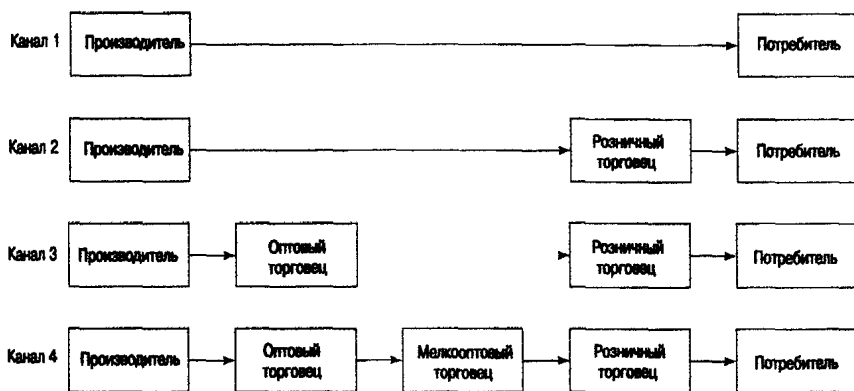 Канал 1 Производитель Потребитель
Канал 2 Производитель Розничный торговец Потребитель
Канал 3 Производитель Оптовый торговец Розничный торговец Потребитель
Канал 4 Производитель Оптовый торговец Мелкооптовый торговец Розничный торговец Потребитель